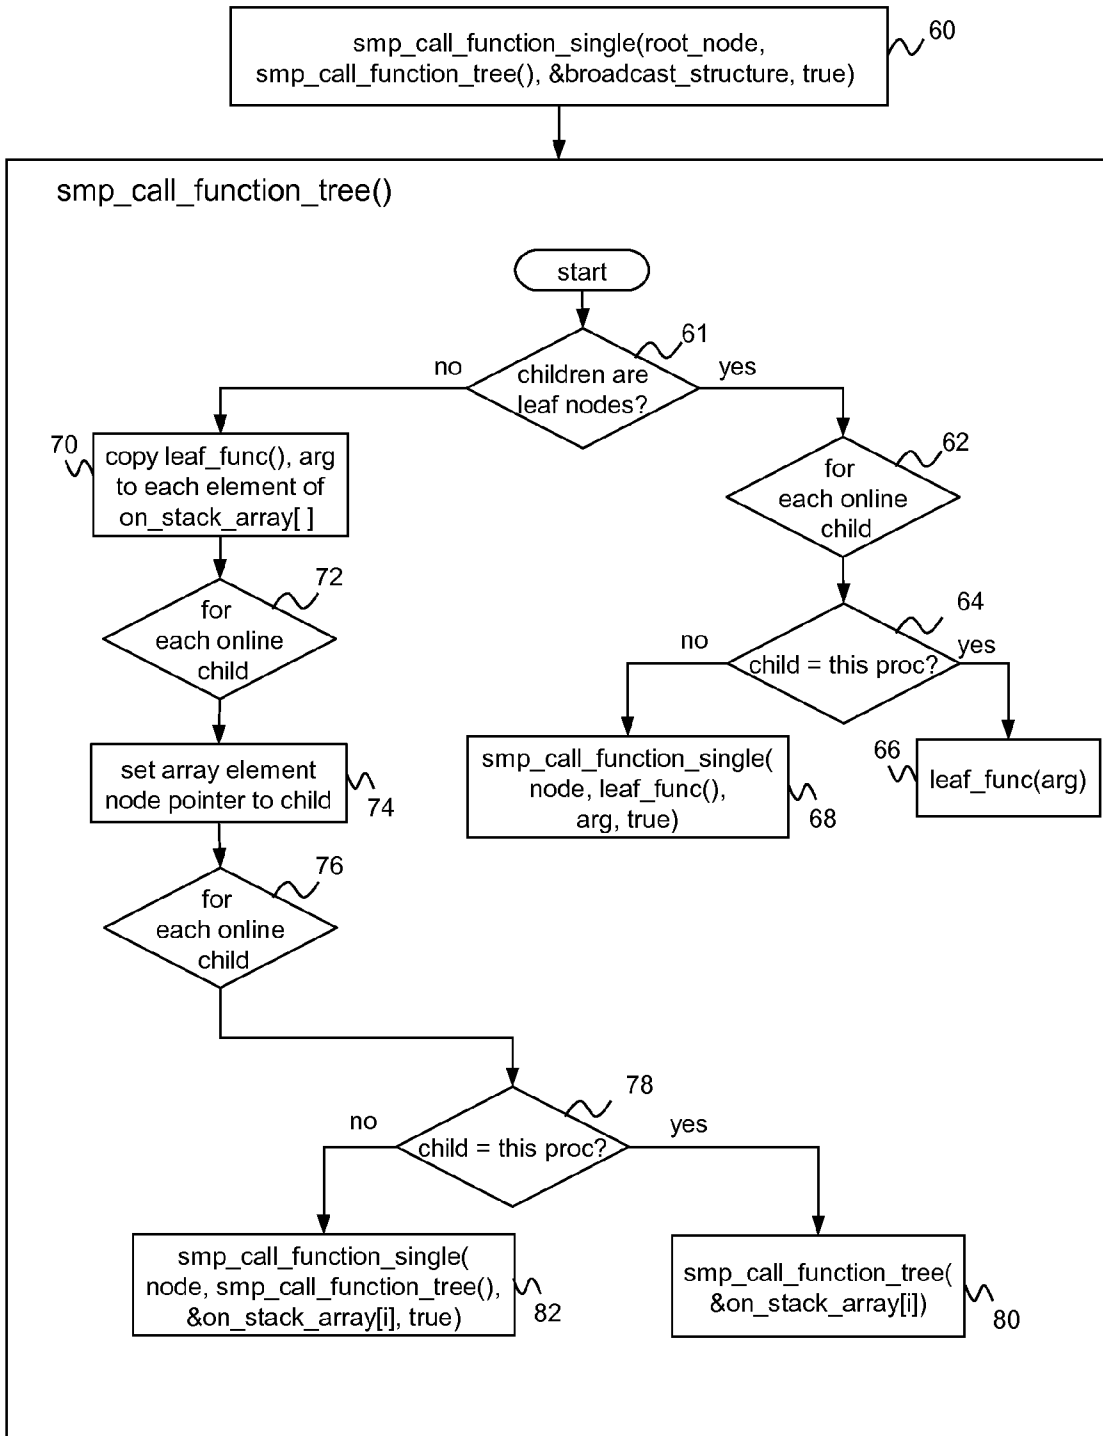 smp_call_function_single(root_node,
smp_call_function_tree(), &broadcast_structure, true)
60
smp_call_function_tree()
start
61
children are
leaf nodes?
no
yes
70
copy leaf_func(), arg
to each element of
on_stack_array[ ]
62
for
each online
child
72
for
each online
child
64
no
child = this proc?
yes
set array element
node pointer to child
74
smp_call_function_single(
node, leaf_func(),
arg, true)
68
66
leaf_func(arg)
76
for
each online
child
78
no
child = this proc?
yes
smp_call_function_single(
node, smp_call_function_tree(),
&on_stack_array[i], true)
82
smp_call_function_tree(
&on_stack_array[i])
80